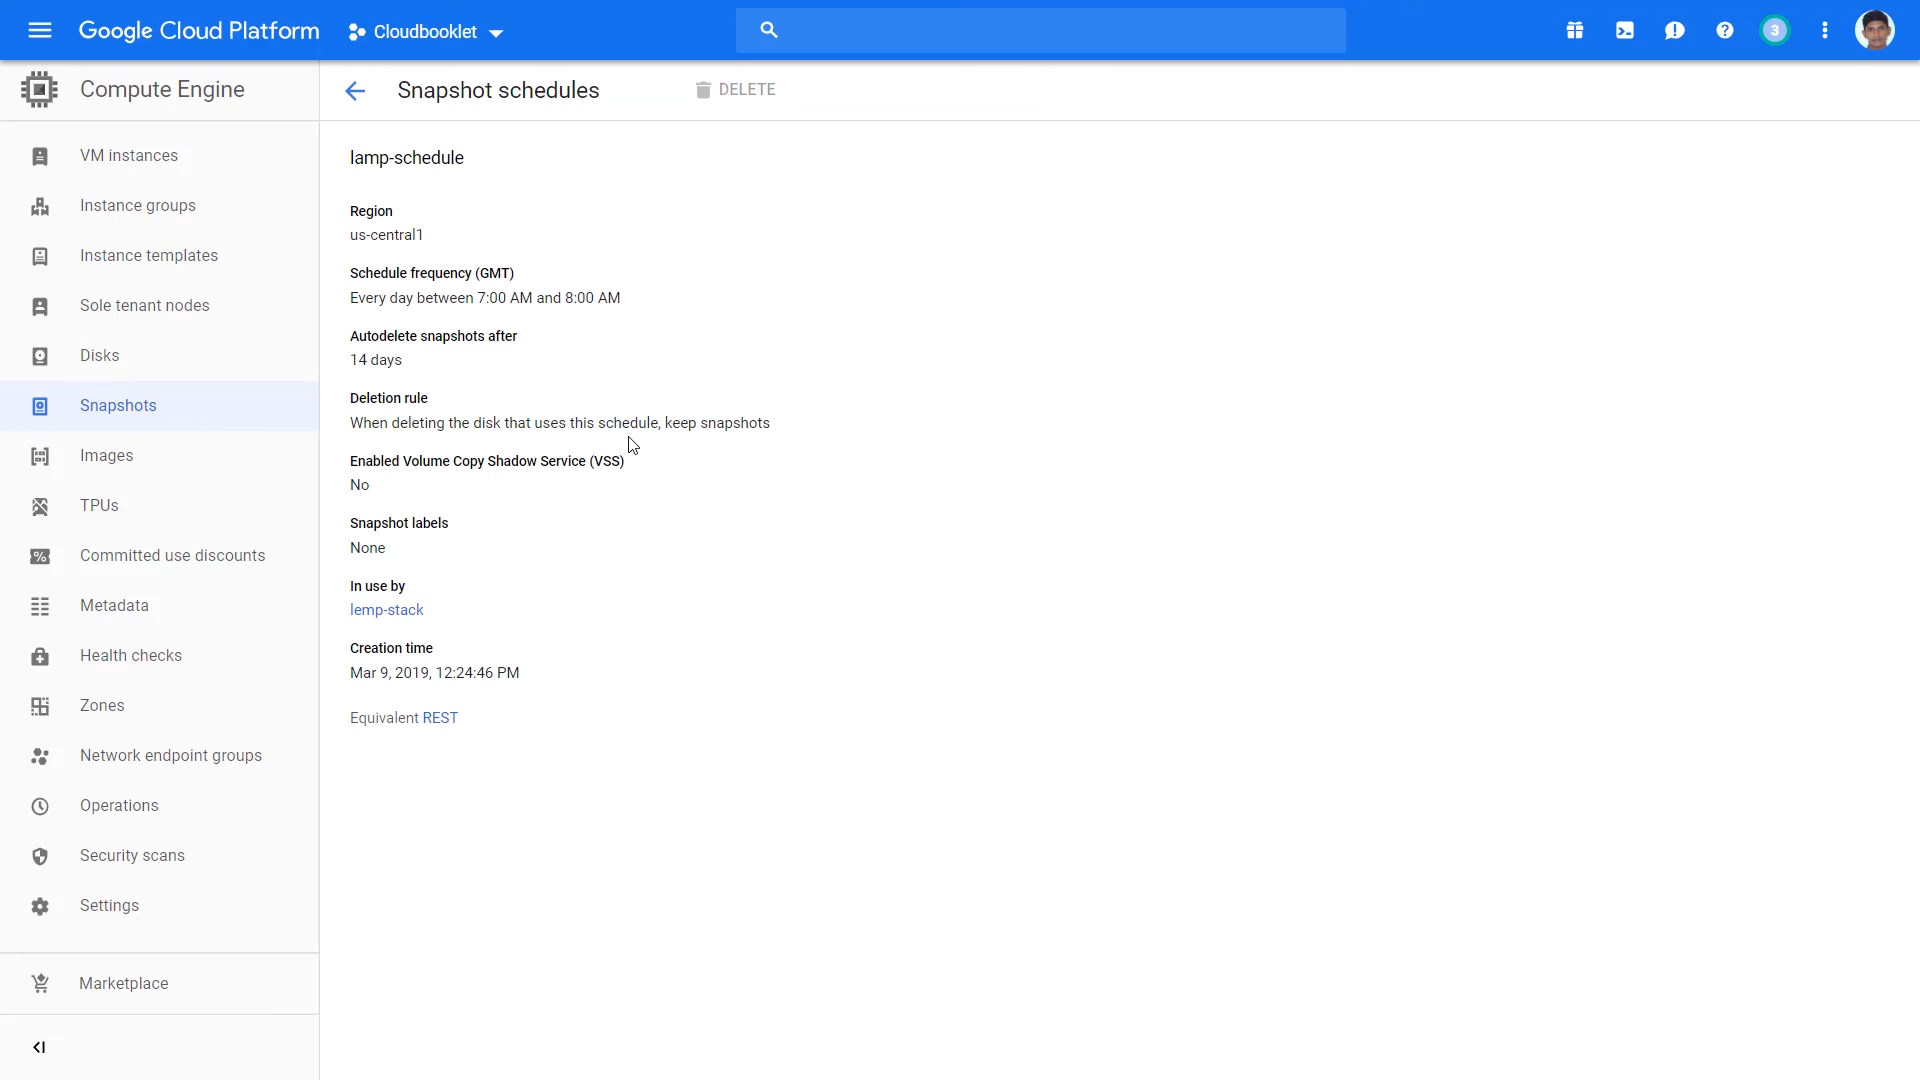 Google Cloud Platform
Cloudbooklet
3
Compute Engine
Snapshot schedules
DELETE
VM instances
Instance groups
Instance templates
Sole tenant nodes
Disks
Snapshots
Images
TPUs
Committed use discounts
Metadata
Health checks
Zones
Network endpoint groups
Operations
Security scans
Settings
Marketplace
lamp-schedule
Region
us-central1
Schedule frequency (GMT)
Every day between 7:00 AM and 8:00 AM
Autodelete snapshots after
14 days
Deletion rule
When deleting the disk that uses this schedule, keep snapshots
Enabled Volume Copy Shadow Service (VSS)
No
Snapshot labels
None
In use by
lemp-stack
Creation time
Mar 9, 2019, 12:24:46 PM
Equivalent REST